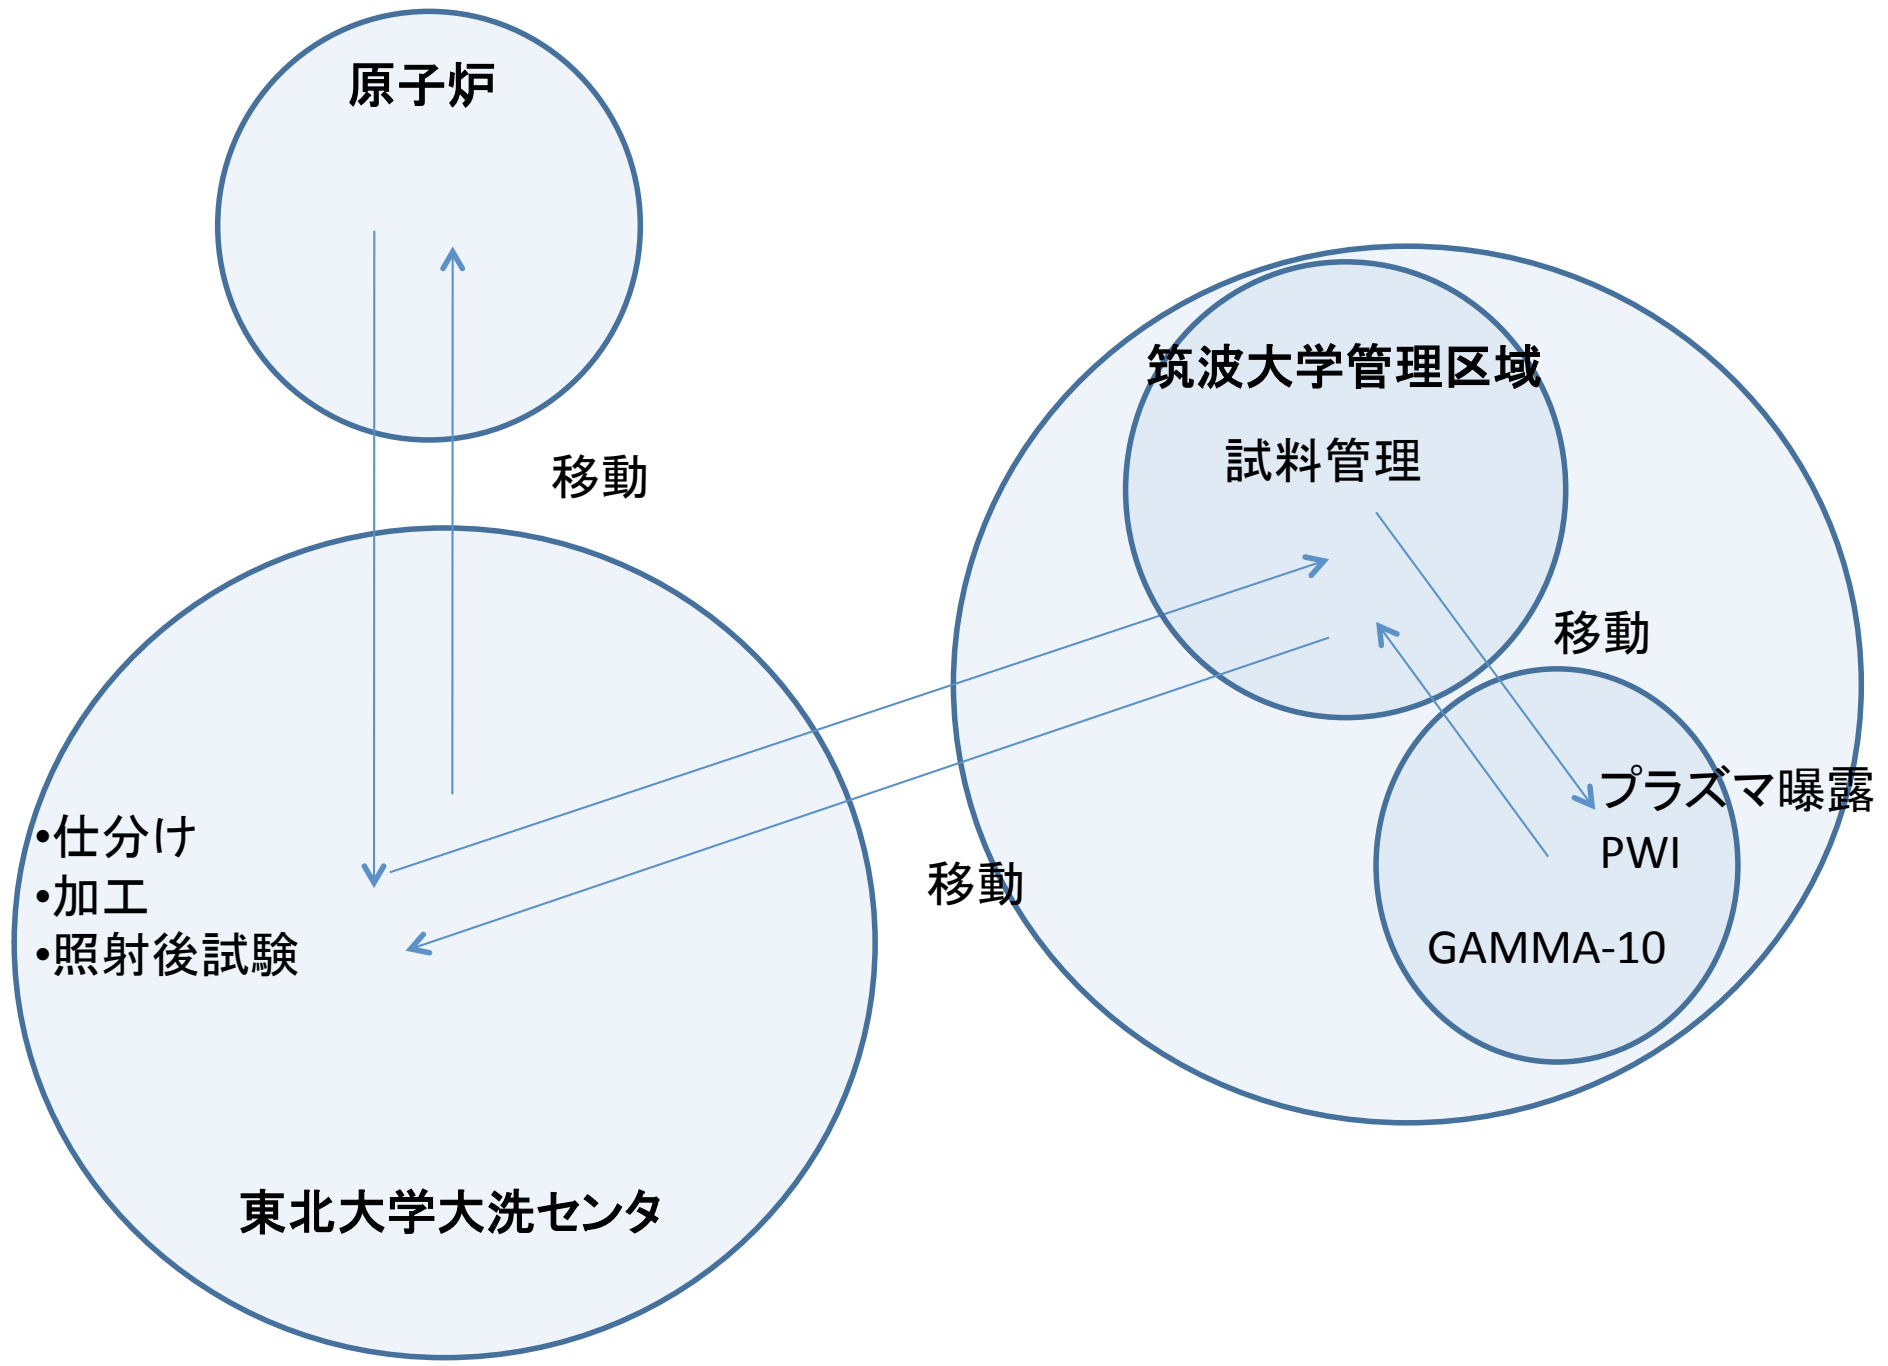 原子炉
移動
筑波大学管理区域
試料管理
移動
プラズマ曝露
PWI
GAMMA-10
移動
•仕分け
•加工
•照射後試験
東北大学大洗センタ